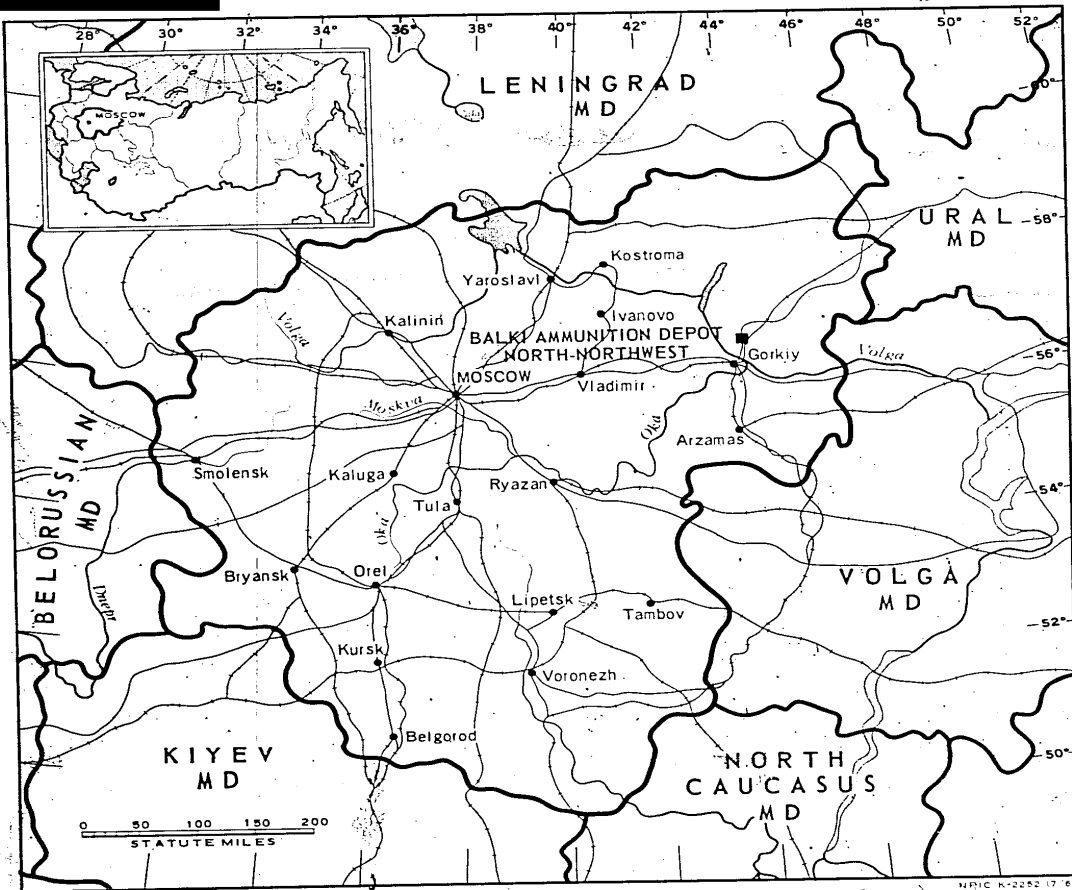 28° 30° 32° 34° 36° 38° 40° 42° 44° 46° 48° 50° 52°
MOSCOW
LENINGRAD
MD
URAL
MD
58°
Kostroma
Yaroslavl
Ivanovo
Kalinin
Volga
BALKI AMMUNITION DEPOT
NORTH-NORTHWEST
Gorkiy
Volga
56°
MOSCOW
Vladimir
Moskva
Oka
Arzamas
BELORUSSIAN
MD
Smolensk
Kaluga
Ryazan
54°
Tula
Oka
Bryansk
Orel
VOLGA
MD
Dnepr
Lipetsk
Tambov
52°
Kursk
Voronezh
Belgorod
KIYEV
MD
NORTH
CAUCASUS
MD
50°
0 50 100 150 200
STATUTE MILES